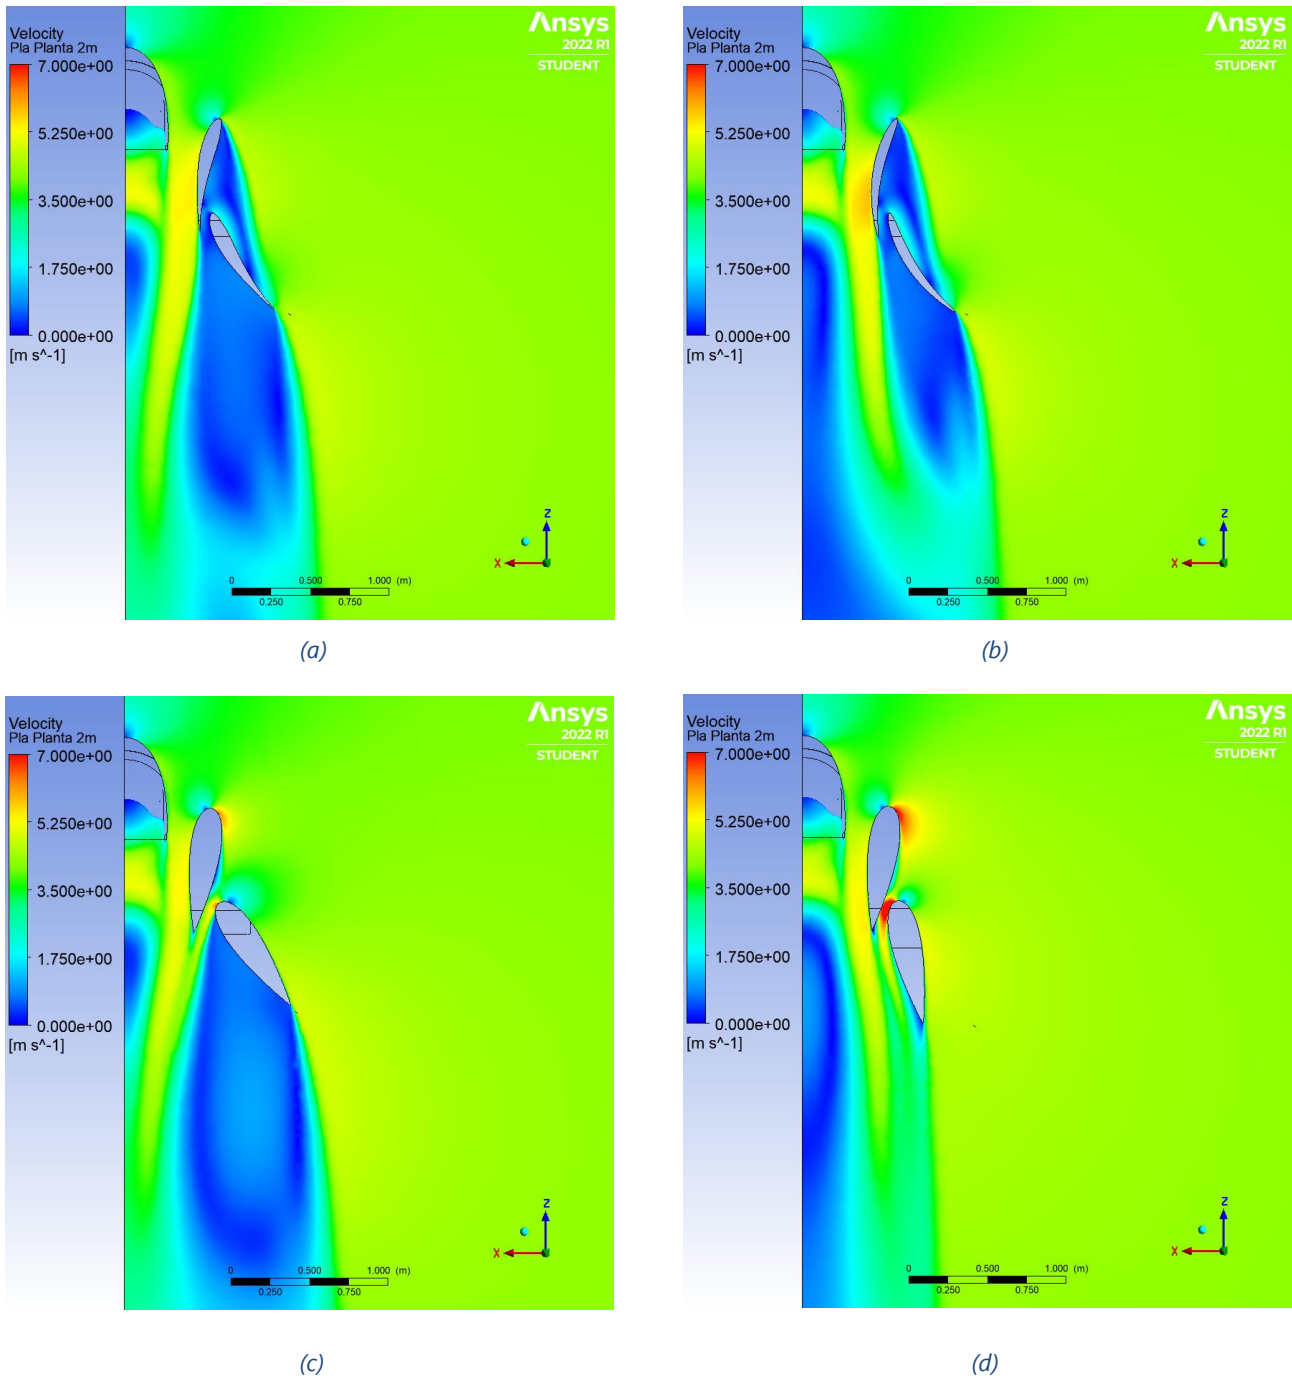 Velocity
Pla Planta 2m
7.000e+00
5.250e+00
3.500e+00
1.750e+00
0.000e+00
[m s^-1]
Ansys
2022 R1
STUDENT
Z
X
0 0.500 1.000 (m)
0.250 0.750
(a)
Velocity
Pla Planta 2m
7.000e+00
5.250e+00
3.500e+00
1.750e+00
0.000e+00
[m s^-1]
Ansys
2022 R1
STUDENT
Z
X
0 0.500 1.000 (m)
0.250 0.750
(b)
Velocity
Pla Planta 2m
7.000e+00
5.250e+00
3.500e+00
1.750e+00
0.000e+00
[m s^-1]
Ansys
2022 R1
STUDENT
Z
X
0 0.500 1.000 (m)
0.250 0.750
(c)
Velocity
Pla Planta 2m
7.000e+00
5.250e+00
3.500e+00
1.750e+00
0.000e+00
[m s^-1]
Ansys
2022 R1
STUDENT
Z
X
0 0.500 1.000 (m)
0.250 0.750
(d)